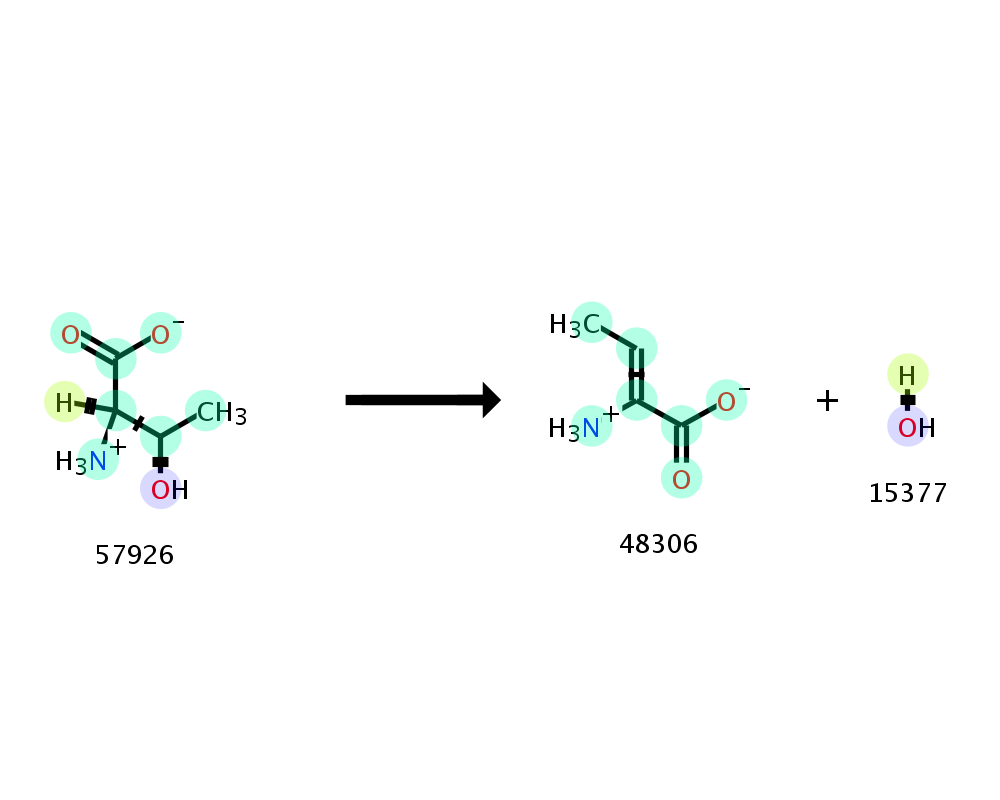 O O−
H CH3
H3N+
OH
57926
H3C
O−
H3N+
O
48306
+
H
OH
15377